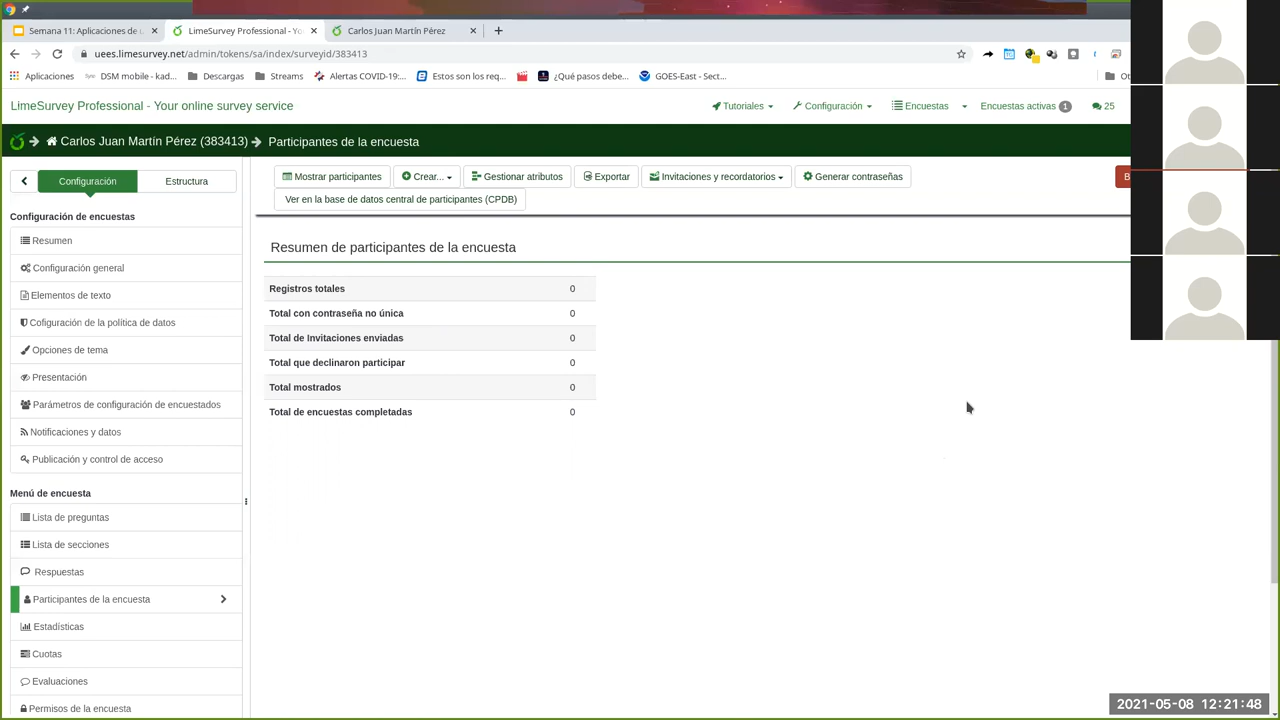 Semana 11: Aplicaciones de
LimeSurvey Professional - Yo
Carlos Juan Martín Pérez
uees.limesurvey.net/admin/tokens/sa/index/surveyid/383413
Aplicaciones
DSM mobile - kad...
Descargas
Streams
Alertas COVID-19:...
Estos son los req...
¿Qué pasos debe...
GOES-East - Sect...
Ot
LimeSurvey Professional - Your online survey service
Tutoriales
Configuración
Encuestas
Encuestas activas 1
25
Carlos Juan Martín Pérez (383413)
Participantes de la encuesta
Configuración
Estructura
Mostrar participantes
Crear...
Gestionar atributos
Exportar
Invitaciones y recordatorios
Generar contraseñas
B
Ver en la base de datos central de participantes (CPDB)
Configuración de encuestas
Resumen
Configuración general
Elementos de texto
Cofiguración de la política de datos
Opciones de tema
Presentación
Parámetros de configuración de encuestados
Notificaciones y datos
Publicación y control de acceso
Menú de encuesta
Lista de preguntas
Lista de secciones
Respuestas
Participantes de la encuesta
Estadísticas
Cuotas
Evaluaciones
Permisos de la encuesta
Resumen de participantes de la encuesta
Registros totales 0
Total con contraseña no única 0
Total de Invitaciones enviadas 0
Total que declinaron participar 0
Total mostrados 0
Total de encuestas completadas 0
2021-05-08 12:21:48